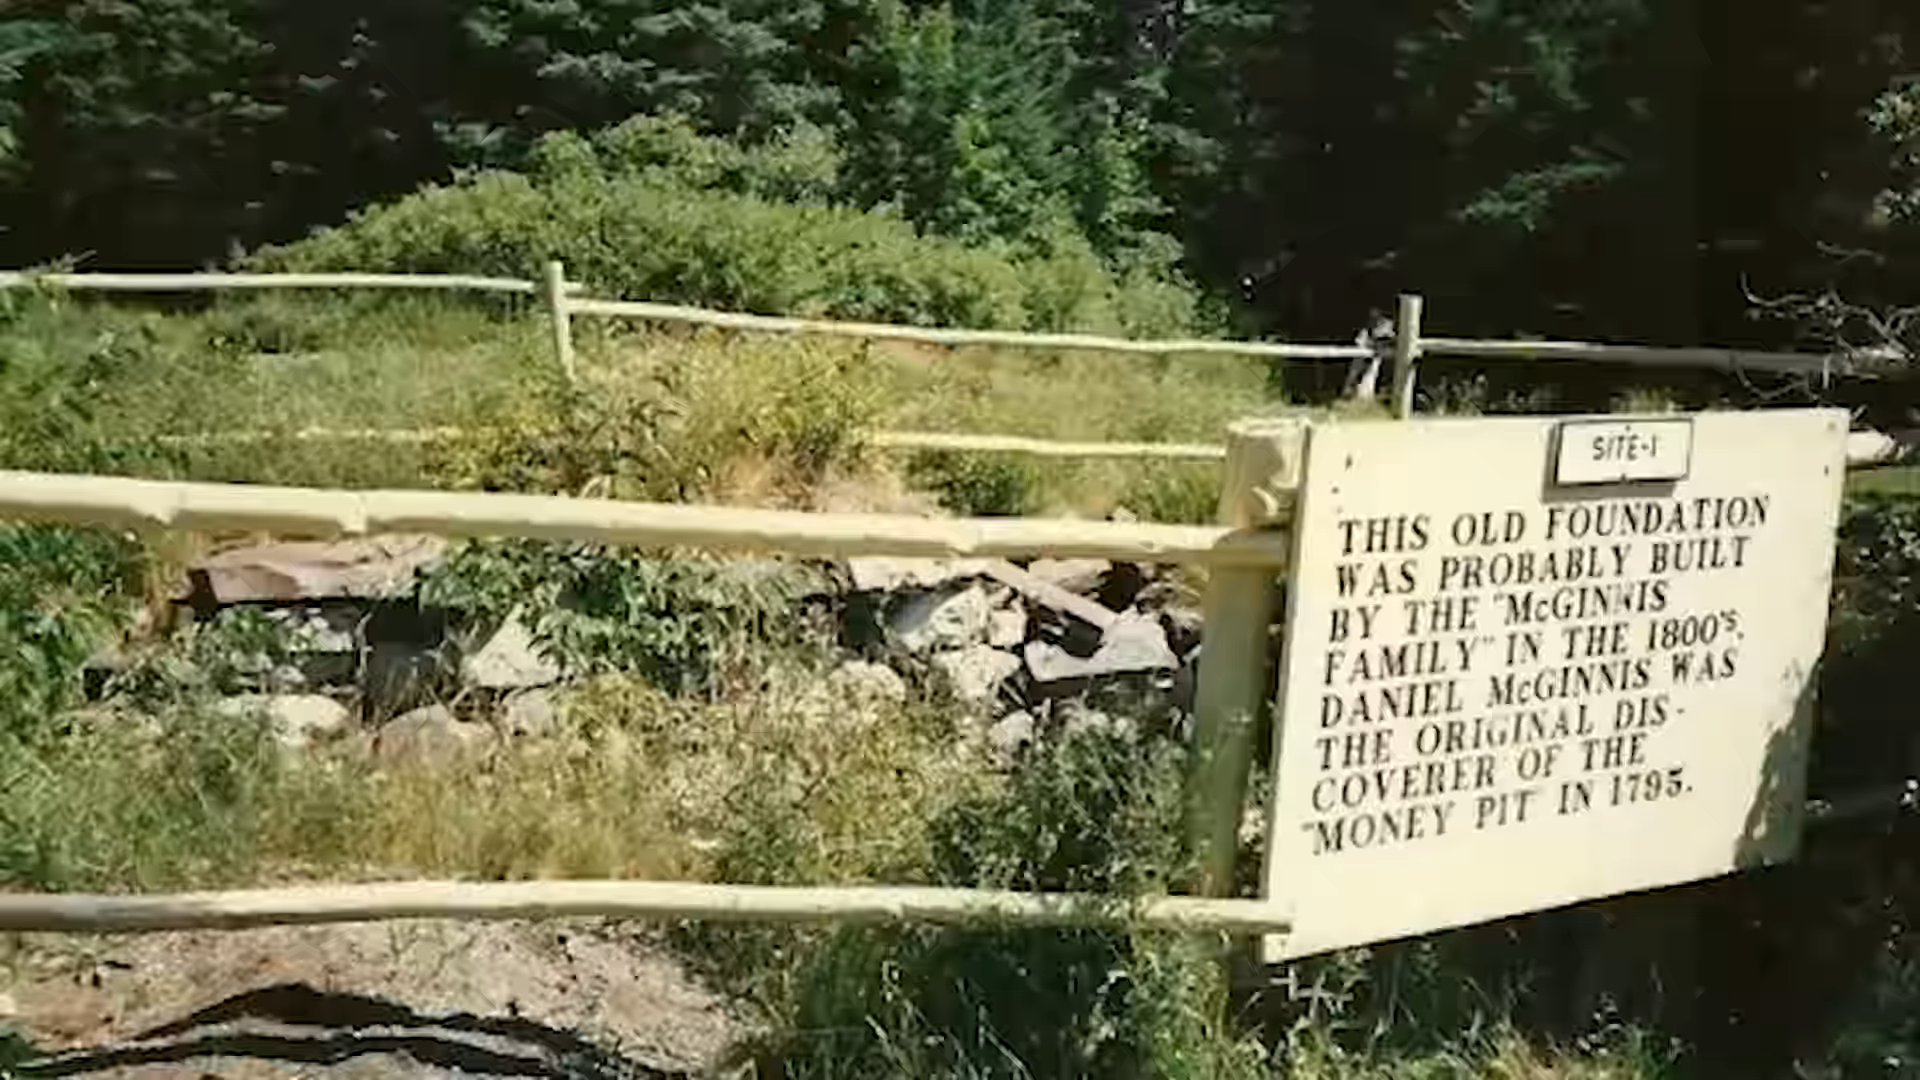 SITE-1
THIS OLD FOUNDATION
WAS PROBABLY BUILT
BY THE "McGINNIS
FAMILY" IN THE 1800's.
DANIEL McGINNIS WAS
THE ORIGINAL DIS-
COVERER OF THE
"MONEY PIT" IN 1795.